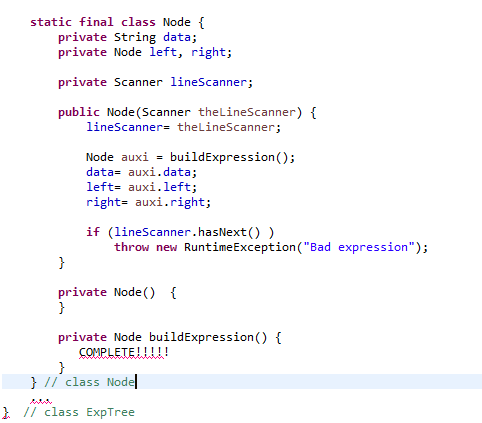 static final class Node {
private String data;
private Node left, right;
private Scanner lineScanner;
public Node(Scanner theLineScanner) {
lineScanner= theLineScanner;
Node auxi = buildExpression();
data= auxi.data;
left= auxi.left;
right= auxi.right;
if (lineScanner.hasNext() )
throw new RuntimeException("Bad expression");
}
private Node()  {
}
private Node buildExpression() {
COMPLETE!!!!!
}
} // class Node
...
}  // class ExpTree